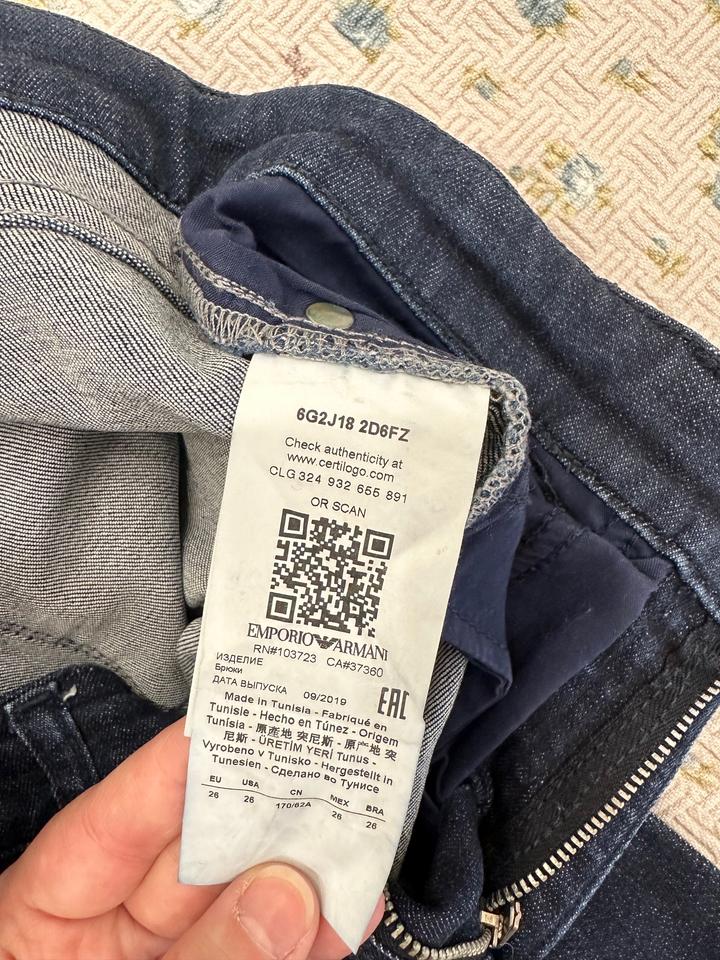 6G2J18 2D6FZ
Check authenticity at
www.certilogo.com
CLG 324 932 655 891
OR SCAN
EMPORIO ARMANI
RN#103723 CA#37360
ИЗДЕЛИЕ
Брюки
ДАТА ВЫПУСКА 09/2019
EAC
Made in Tunisia - Fabriqué en
Tunisie - Hecho en Túnez - Origem
Tunísia - 原産地 突尼斯 - 原产地 突
尼斯 - ÜRETİM YERİ Tunus -
Vyrobeno v Tunisko - Hergestellt in
Tunesien - Сделано во Тунисе
EU USA CN MEX BRA
26 26 170/62A 26 26